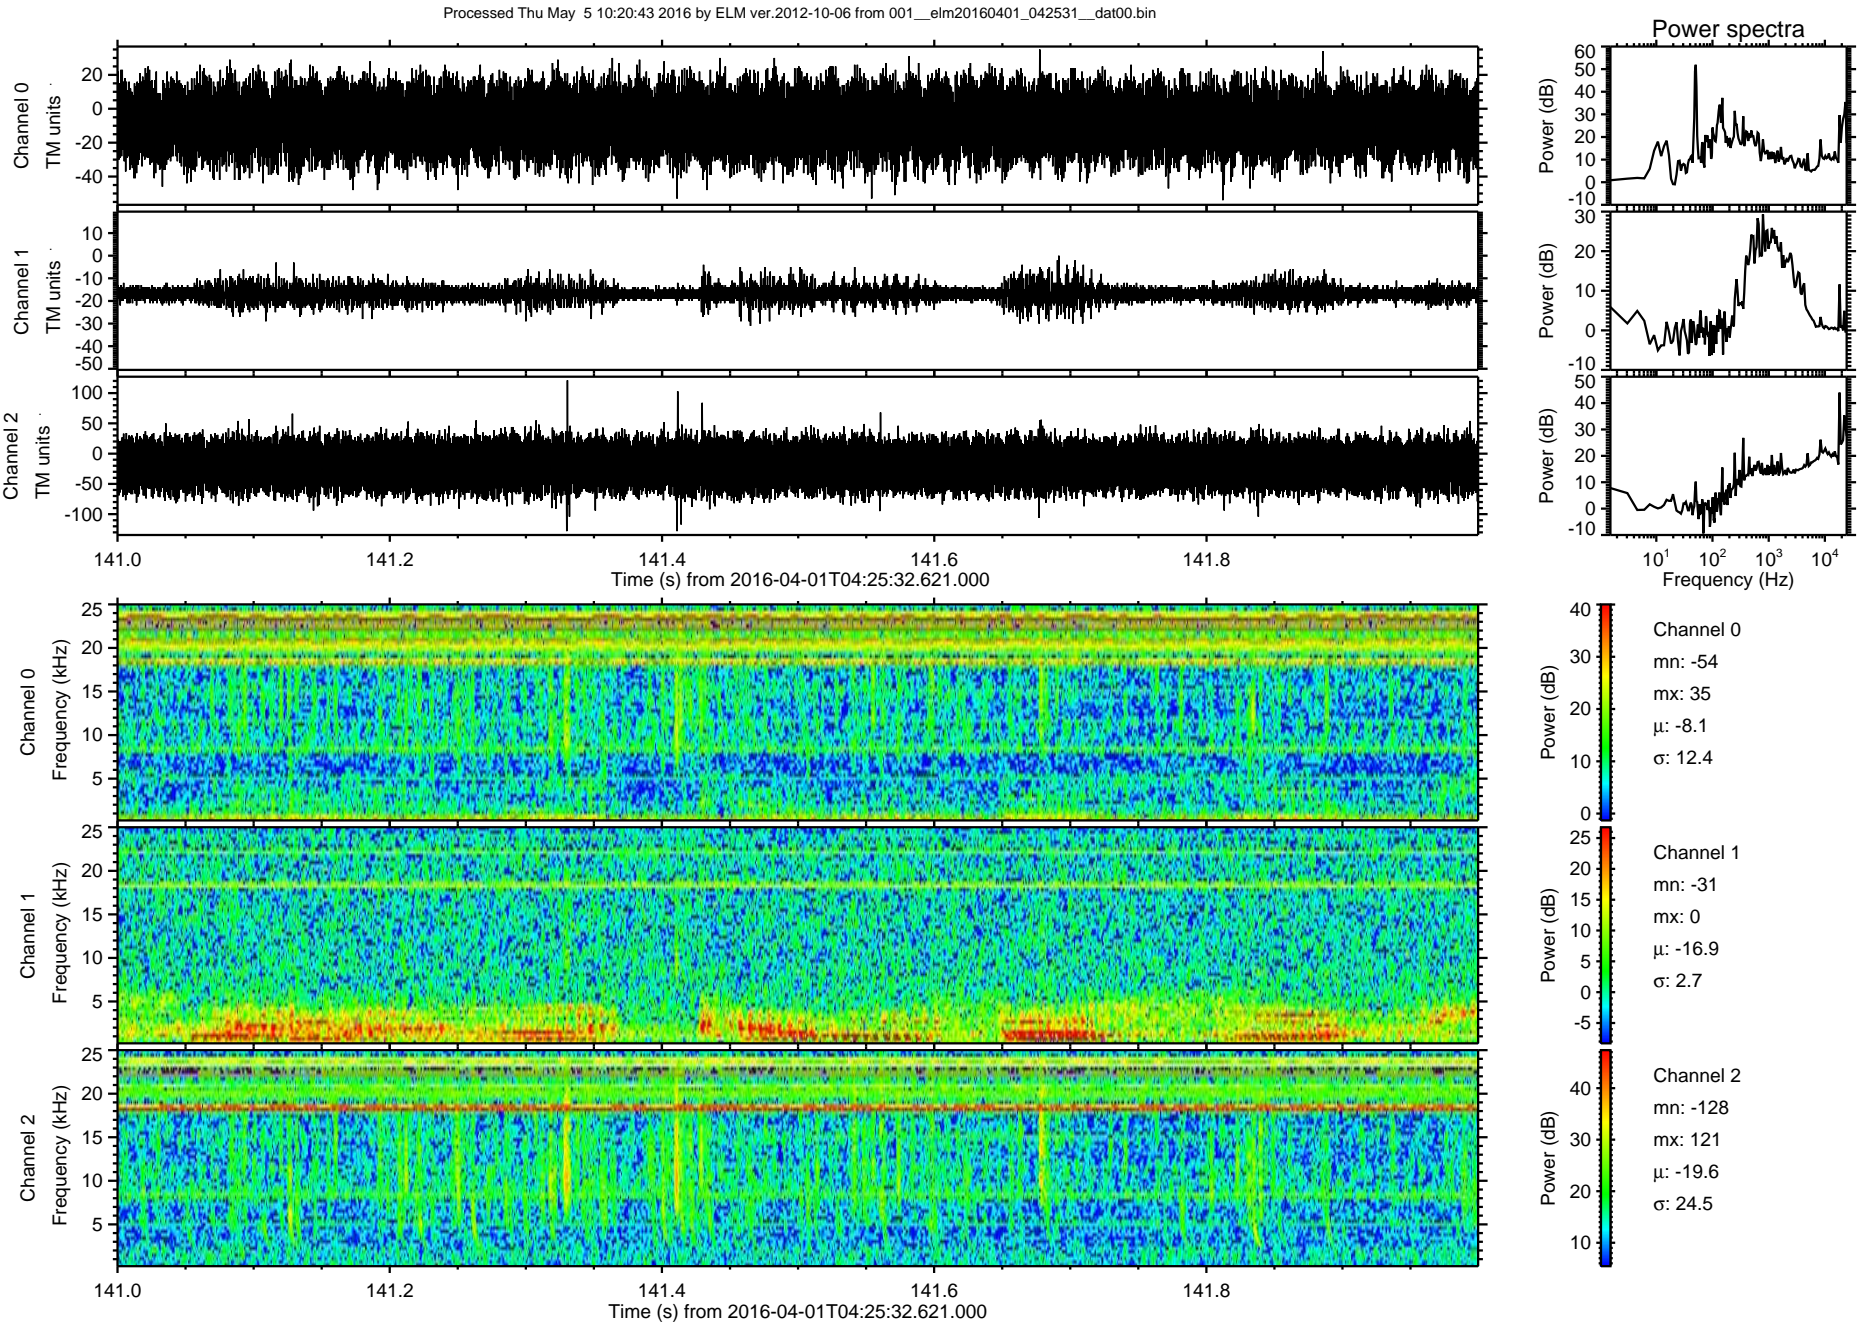 Processed Thu May  5 10:20:43 2016 by ELM ver.2012-10-06 from 001__elm20160401_042531__dat00.bin
Power spectra
Channel 0
TM units
20
0
-20
-40
Power (dB)
60
50
40
30
20
10
0
-10
Channel 1
TM units
10
0
-10
-20
-30
-40
-50
Power (dB)
30
20
10
0
-10
Channel 2
TM units
100
50
0
-50
-100
Power (dB)
50
40
30
20
10
0
-10
141.0 141.2 141.4 141.6 141.8
Time (s) from 2016-04-01T04:25:32.621.000
10¹ 10² 10³ 10⁴
Frequency (Hz)
Channel 0
Frequency (kHz)
25
20
15
10
5
Power (dB)
40
30
20
10
0
Channel 0
mn: -54
mx: 35
μ: -8.1
σ: 12.4
Channel 1
Frequency (kHz)
25
20
15
10
5
Power (dB)
25
20
15
10
5
0
-5
Channel 1
mn: -31
mx: 0
μ: -16.9
σ: 2.7
Channel 2
Frequency (kHz)
25
20
15
10
5
Power (dB)
40
30
20
10
Channel 2
mn: -128
mx: 121
μ: -19.6
σ: 24.5
141.0 141.2 141.4 141.6 141.8
Time (s) from 2016-04-01T04:25:32.621.000